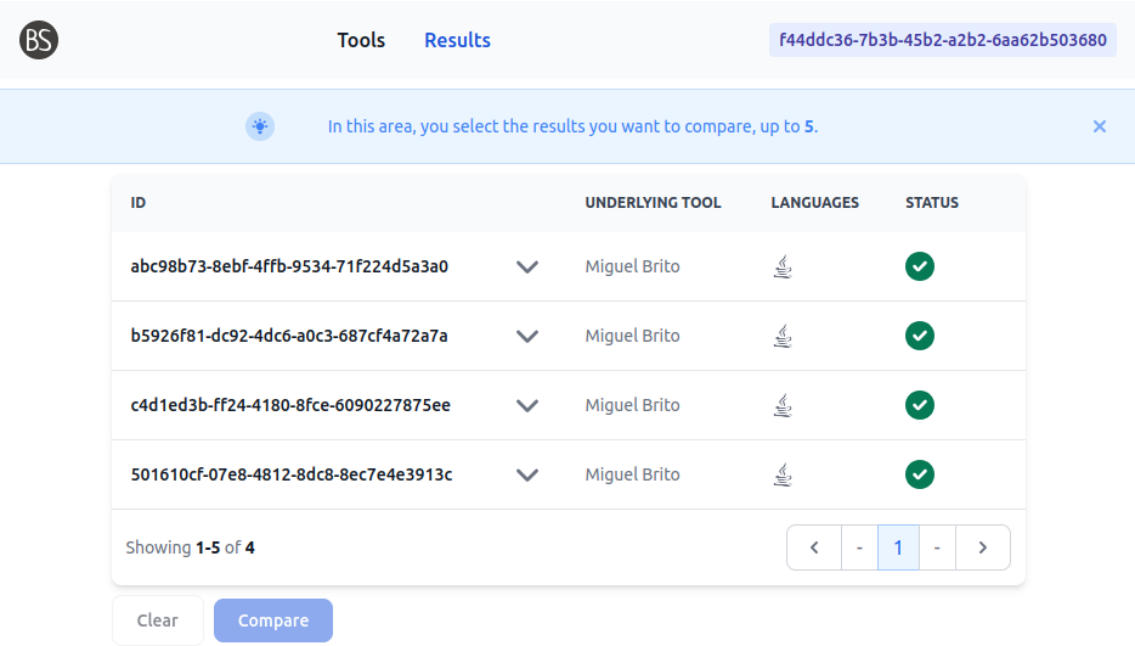 BS Tools Results f44ddc36-7b3b-45b2-a2b2-6aa62b503680
In this area, you select the results you want to compare, up to 5.
ID UNDERLYING TOOL LANGUAGES STATUS
abc98b73-8ebf-4ffb-9534-71f224d5a3a0 Miguel Brito
b5926f81-dc92-4dc6-a0c3-687cf4a72a7a Miguel Brito
c4d1ed3b-ff24-4180-8fce-6090227875ee Miguel Brito
501610cf-07e8-4812-8dc8-8ec7e4e3913c Miguel Brito
Showing 1-5 of 4 - 1 -
Clear Compare